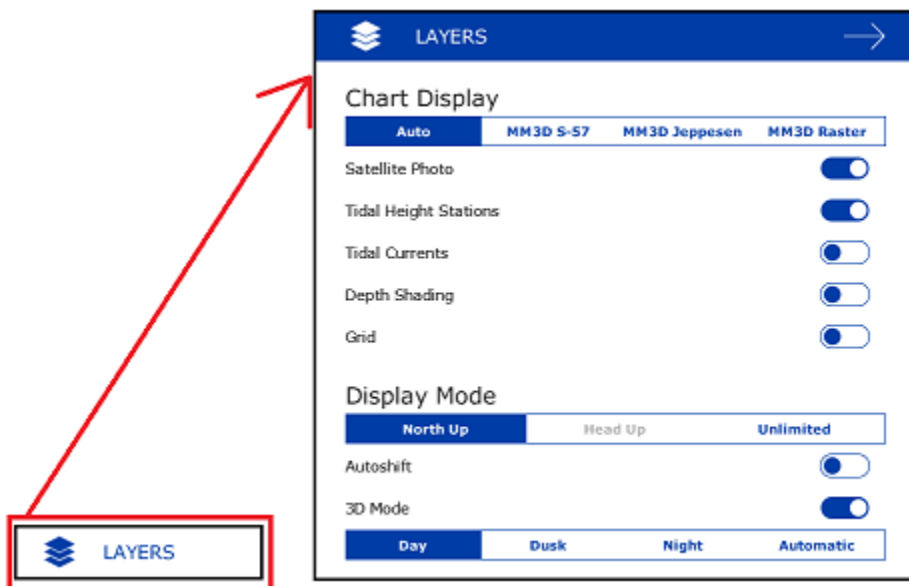 LAYERS
Chart Display
Auto MM3D S-57 MM3D Jeppesen MM3D Raster
Satellite Photo
Tidal Height Stations
Tidal Currents
Depth Shading
Grid
Display Mode
North Up Head Up Unlimited
Autoshift
3D Mode
Day Dusk Night Automatic
LAYERS